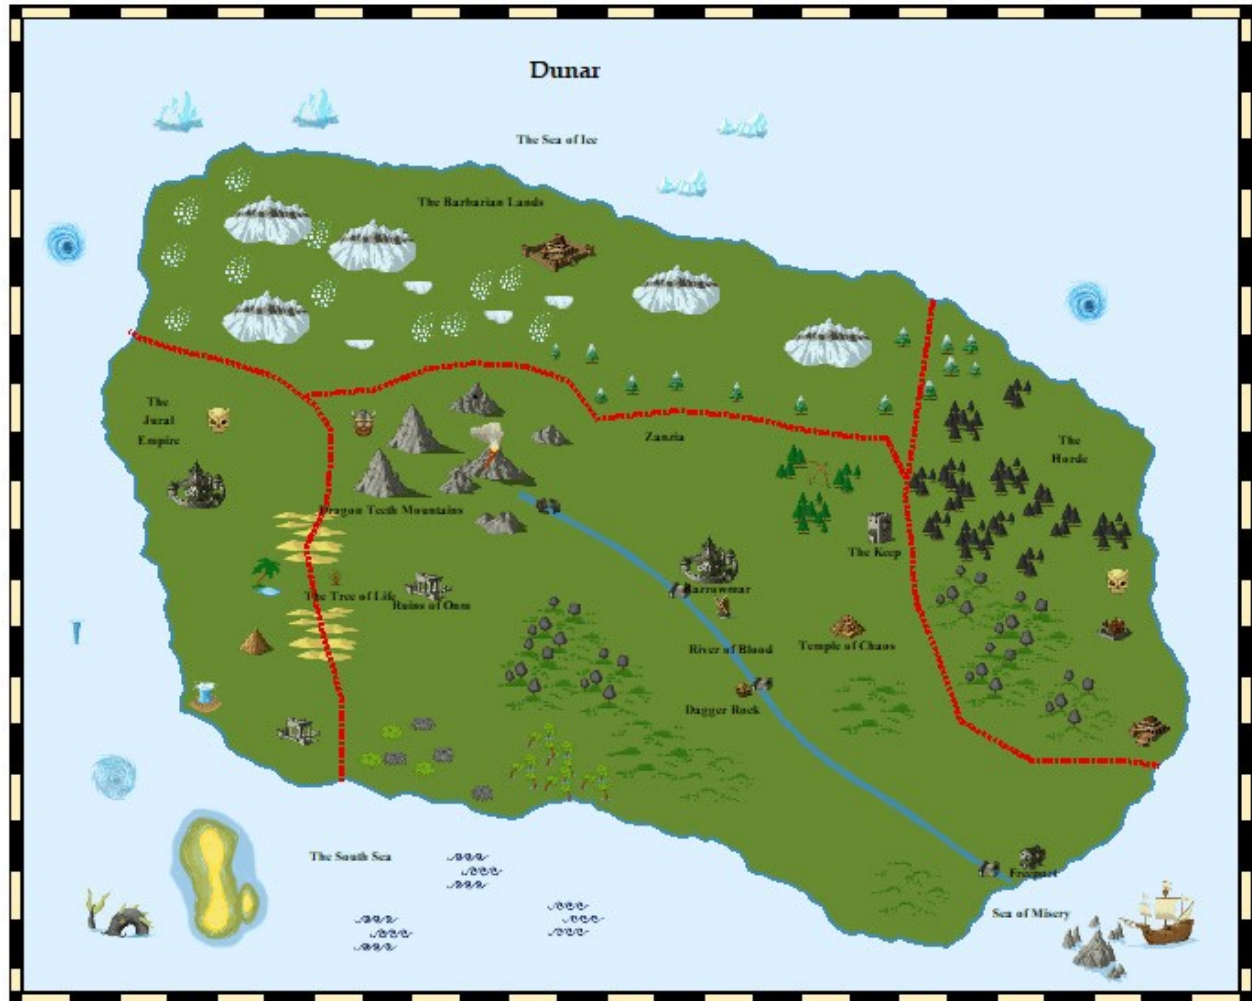 Dunar
The Sea of Ice
The Barbarian Lands
The
Jural
Empire
Zanzia
The
Horde
Dragon Teeth Mountains
The Keep
Barrowmar
The Tree of Life
Ruins of Onm
River of Blood
Temple of Chaos
Dagger Rock
The South Sea
Freeport
Sea of Misery